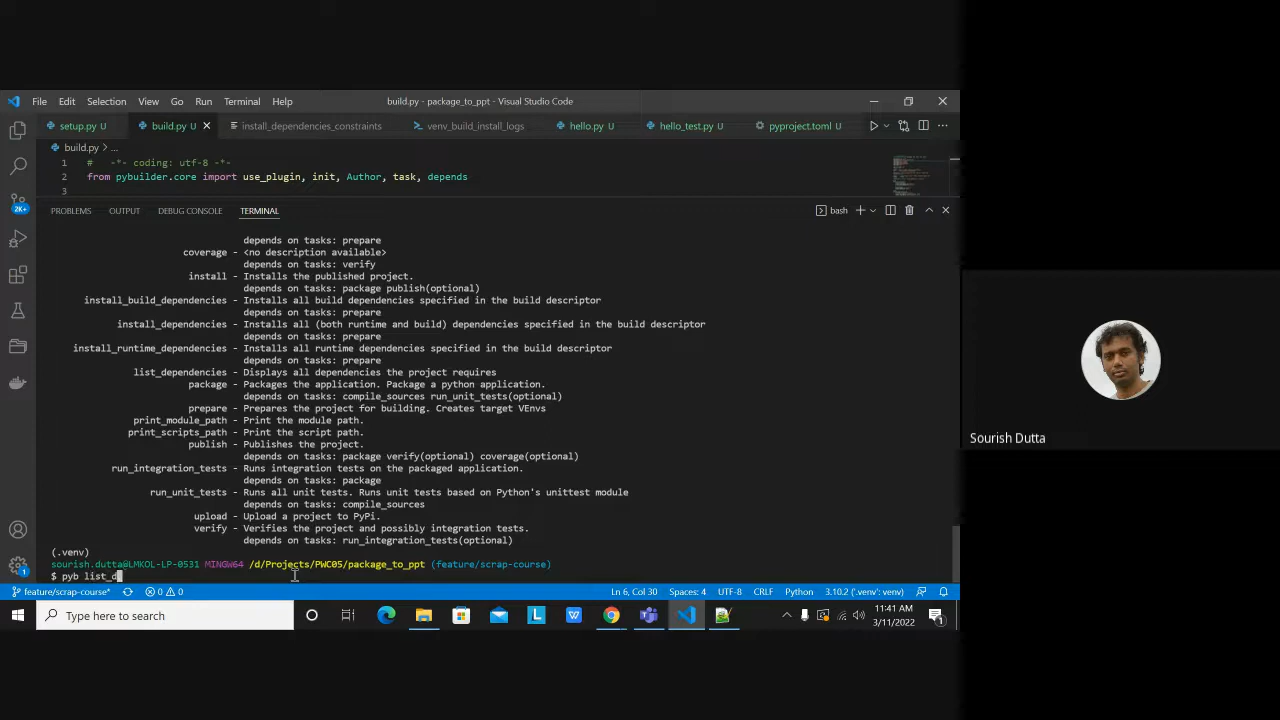 File Edit Selection View Go Run Terminal Help
build.py - package_to_ppt - Visual Studio Code
setup.py U
build.py U
install_dependencies_constraints
venv_build_install_logs
hello.py U
hello_test.py U
pyproject.toml U
build.py > ...
1 # -*- coding: utf-8 -*-
2 from pybuilder.core import use_plugin, init, Author, task, depends
3
PROBLEMS OUTPUT DEBUG CONSOLE TERMINAL
bash
depends on tasks: prepare
coverage - <no description available>
depends on tasks: verify
install - Installs the published project.
depends on tasks: package publish(optional)
install_build_dependencies - Installs all build dependencies specified in the build descriptor
depends on tasks: prepare
install_dependencies - Installs all (both runtime and build) dependencies specified in the build descriptor
depends on tasks: prepare
install_runtime_dependencies - Installs all runtime dependencies specified in the build descriptor
depends on tasks: prepare
list_dependencies - Displays all dependencies the project requires
package - Packages the application. Package a python application.
depends on tasks: compile_sources run_unit_tests(optional)
prepare - Prepares the project for building. Creates target VEnvs
print_module_path - Print the module path.
print_scripts_path - Print the script path.
publish - Publishes the project.
depends on tasks: package verify(optional) coverage(optional)
run_integration_tests - Runs integration tests on the packaged application.
depends on tasks: package
run_unit_tests - Runs all unit tests. Runs unit tests based on Python's unittest module
depends on tasks: compile_sources
upload - Upload a project to PyPi.
verify - Verifies the project and possibly integration tests.
depends on tasks: run_integration_tests(optional)
(.venv)
sourish.dutta@LMKOL-LP-0531 MINGW64 /d/Projects/PWC05/package_to_ppt (feature/scrap-course)
$ pyb list_d
2K+
1
feature/scrap-course* 0 0
Ln 6, Col 30 Spaces: 4 UTF-8 CRLF Python 3.10.2 ('.venv': venv)
Type here to search
11:41 AM
3/11/2022
1
Sourish Dutta